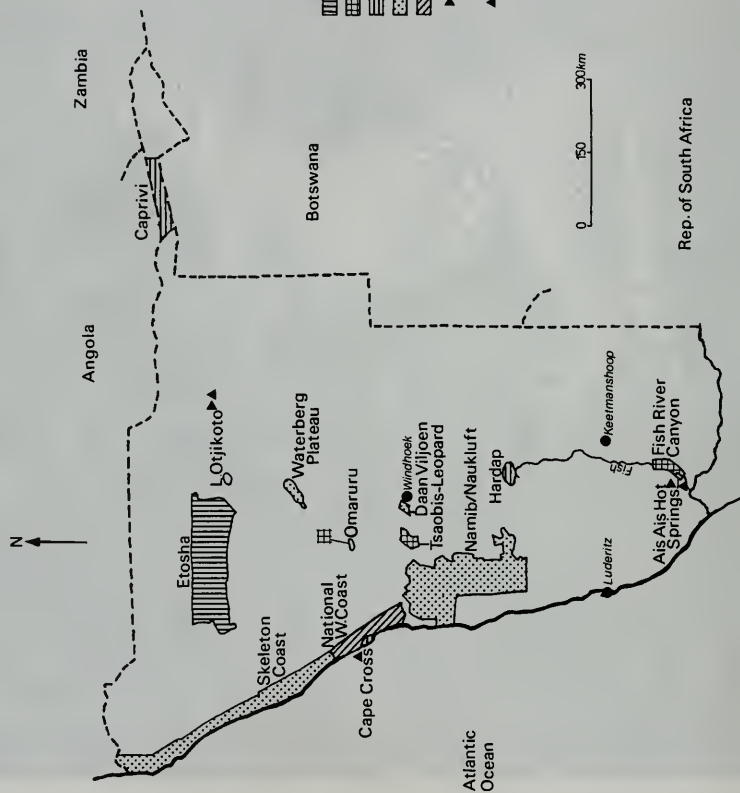 N
Angola
Zambia
Caprivi
Botswana
Etosha
L.Otjikoto
Skeleton
Coast
Waterberg
Plateau
National
W.Coast
Omaruru
Cape Cross
Windhoek
Daan Viljoen
Tsaobis-Leopard
Namib/Naukluft
Hardap
Atlantic
Ocean
Luderitz
Keetmanshoop
Fish
Fish River
Canyon
Ais Ais Hot
Springs
0 150 300km
Rep. of South Africa